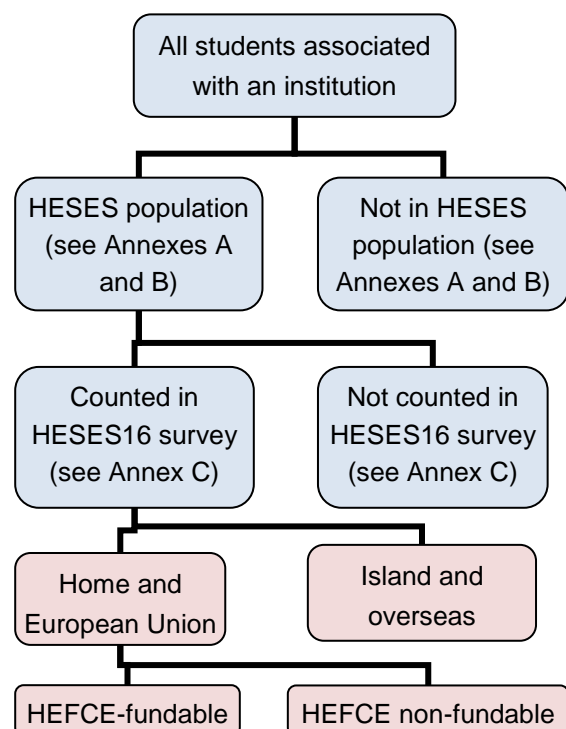 All students associated
with an institution
HESES population
(see Annexes A
and B)
Not in HESES
population (see
Annexes A and B)
Counted in
HESES16 survey
(see Annex C)
Not counted in
HESES16 survey
(see Annex C)
Home and
European Union
Island and
overseas
HEFCE-fundable
HEFCE non-fundable